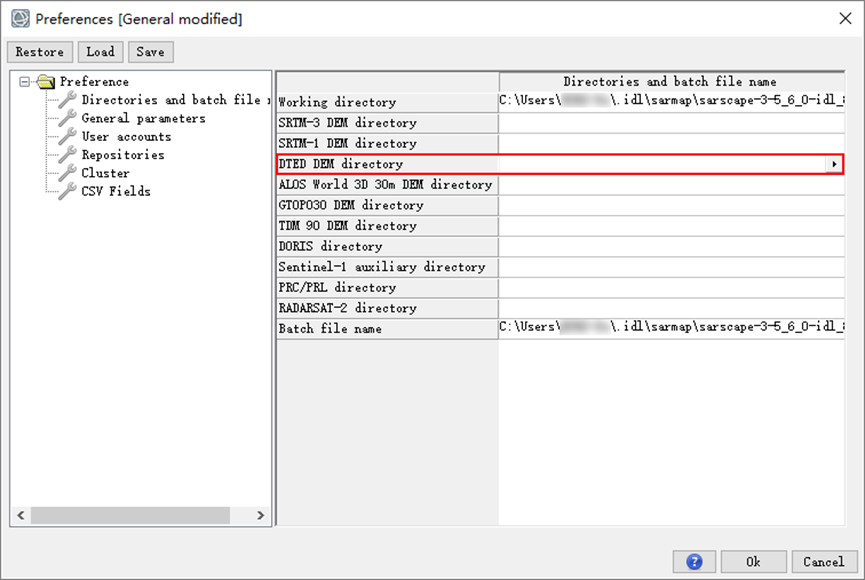 Preferences [General modified]
Restore Load Save
Preference
Directories and batch file
General parameters
User accounts
Repositories
Cluster
CSV Fields
Directories and batch file name
Working directory C:\Users\ \.idl\sarmap\sarscape-3-5_6_0-idl_
SRTM-3 DEM directory
SRTM-1 DEM directory
DTED DEM directory
ALOS World 3D 30m DEM directory
GTOPO30 DEM directory
TDM 90 DEM directory
DORIS directory
Sentinel-1 auxiliary directory
PRC/PRL directory
RADARSAT-2 directory
Batch file name C:\Users\ \.idl\sarmap\sarscape-3-5_6_0-idl_
? Ok Cancel